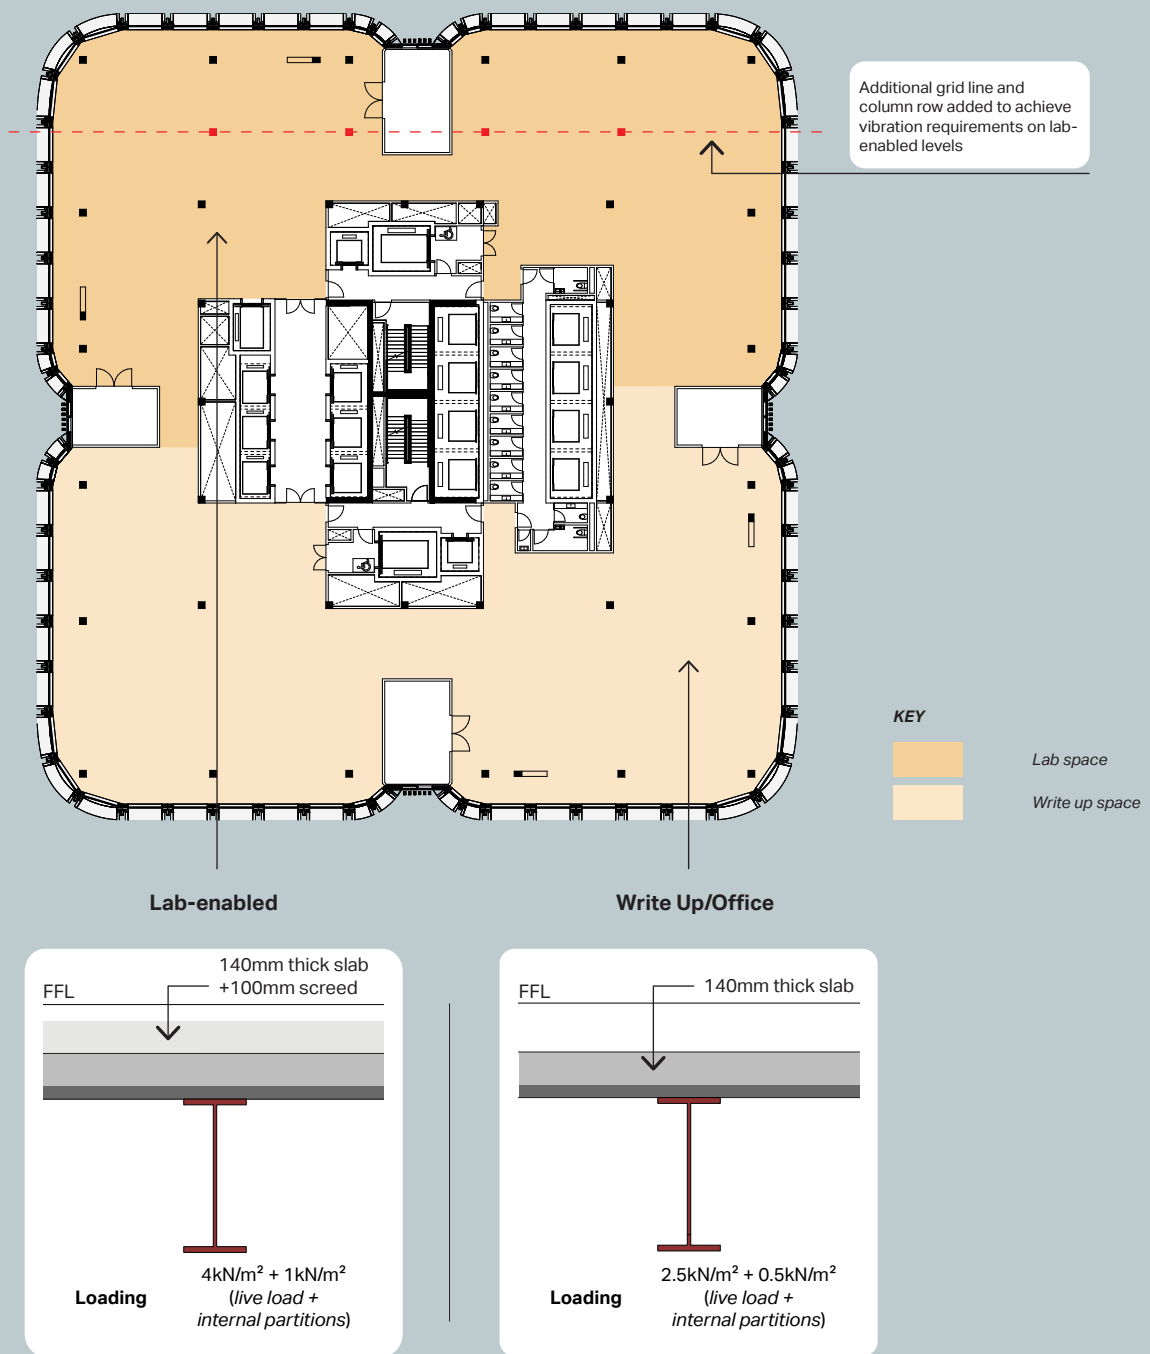 Additional grid line and
column row added to achieve
vibration requirements on lab-
enabled levels
KEY
Lab space
Write up space
Lab-enabled
Write Up/Office
140mm thick slab
+100mm screed
FFL
Loading
4kN/m² + 1kN/m²
(live load +
internal partitions)
140mm thick slab
FFL
Loading
2.5kN/m² + 0.5kN/m²
(live load +
internal partitions)